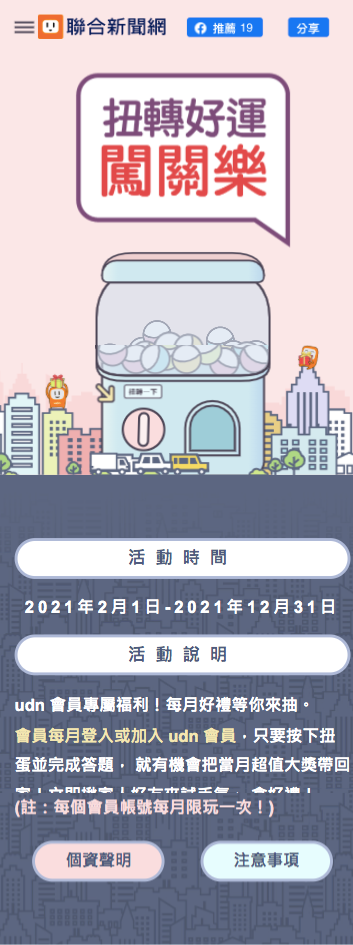 聯合新聞網
推薦 19
分享
扭轉好運
闖關樂
扭轉一下
活動時間
2021年2月1日-2021年12月31日
活動說明
udn 會員專屬福利！每月好禮等你來抽。
會員每月登入或加入 udn 會員，只要按下扭
蛋並完成答題， 就有機會把當月超值大獎帶回
(註：每個會員帳號每月限玩一次！)
個資聲明
注意事項